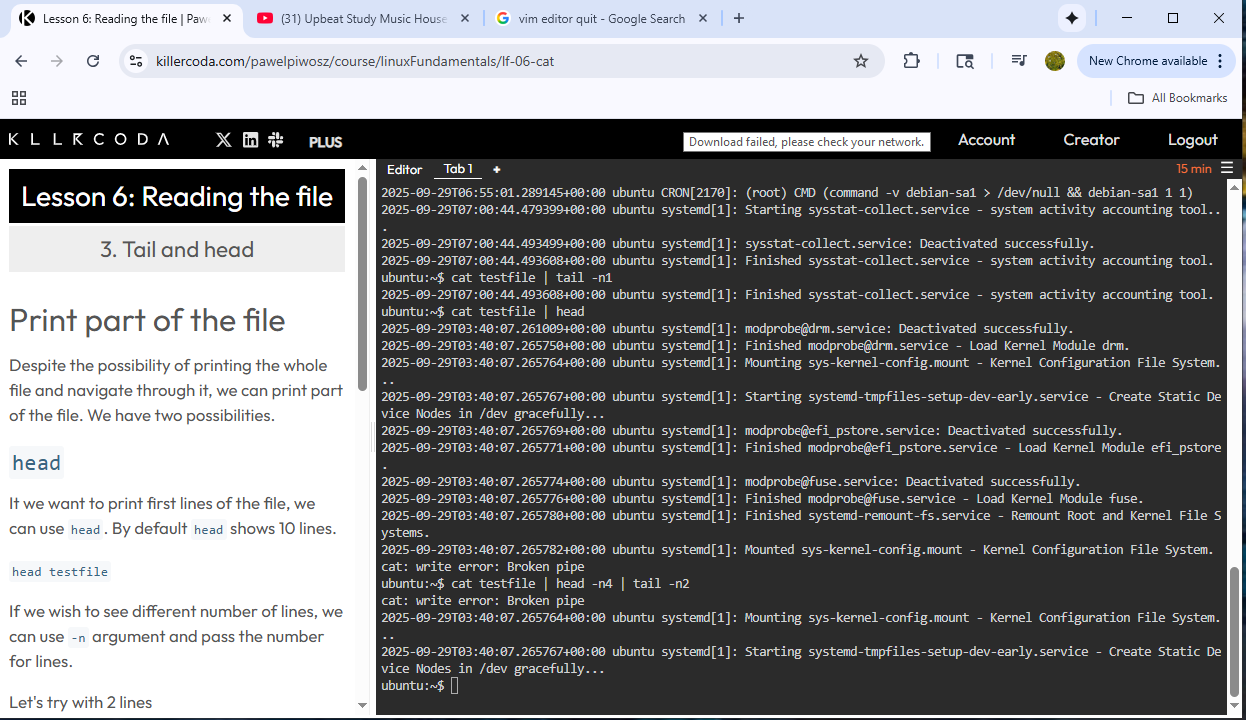 Lesson 6: Reading the file | Paw
(31) Upbeat Study Music House
vim editor quit - Google Search
killercoda.com/pawelpiwosz/course/linuxFundamentals/lf-06-cat
New Chrome available
All Bookmarks
KILLERCODA
PLUS
Download failed, please check your network.
Account
Creator
Logout
Lesson 6: Reading the file
3. Tail and head
Print part of the file
Despite the possibility of printing the whole
file and navigate through it, we can print part
of the file. We have two possibilities.
head
It we want to print first lines of the file, we
can use head. By default head shows 10 lines.
head testfile
If we wish to see different number of lines, we
can use -n argument and pass the number
for lines.
Let's try with 2 lines
Editor Tab 1 +
15 min
2025-09-29T06:55:01.289145+00:00 ubuntu CRON[2170]: (root) CMD (command -v debian-sa1 > /dev/null && debian-sa1 1 1)
2025-09-29T07:00:44.479399+00:00 ubuntu systemd[1]: Starting sysstat-collect.service - system activity accounting tool..
.
2025-09-29T07:00:44.493499+00:00 ubuntu systemd[1]: sysstat-collect.service: Deactivated successfully.
2025-09-29T07:00:44.493608+00:00 ubuntu systemd[1]: Finished sysstat-collect.service - system activity accounting tool.
ubuntu:~$ cat testfile | tail -n1
2025-09-29T07:00:44.493608+00:00 ubuntu systemd[1]: Finished sysstat-collect.service - system activity accounting tool.
ubuntu:~$ cat testfile | head
2025-09-29T03:40:07.261009+00:00 ubuntu systemd[1]: modprobe@drm.service: Deactivated successfully.
2025-09-29T03:40:07.265750+00:00 ubuntu systemd[1]: Finished modprobe@drm.service - Load Kernel Module drm.
2025-09-29T03:40:07.265764+00:00 ubuntu systemd[1]: Mounting sys-kernel-config.mount - Kernel Configuration File System.
..
2025-09-29T03:40:07.265767+00:00 ubuntu systemd[1]: Starting systemd-tmpfiles-setup-dev-early.service - Create Static De
vice Nodes in /dev gracefully...
2025-09-29T03:40:07.265769+00:00 ubuntu systemd[1]: modprobe@efi_pstore.service: Deactivated successfully.
2025-09-29T03:40:07.265771+00:00 ubuntu systemd[1]: Finished modprobe@efi_pstore.service - Load Kernel Module efi_pstore
.
2025-09-29T03:40:07.265774+00:00 ubuntu systemd[1]: modprobe@fuse.service: Deactivated successfully.
2025-09-29T03:40:07.265776+00:00 ubuntu systemd[1]: Finished modprobe@fuse.service - Load Kernel Module fuse.
2025-09-29T03:40:07.265780+00:00 ubuntu systemd[1]: Finished systemd-remount-fs.service - Remount Root and Kernel File S
ystems.
2025-09-29T03:40:07.265782+00:00 ubuntu systemd[1]: Mounted sys-kernel-config.mount - Kernel Configuration File System.
cat: write error: Broken pipe
ubuntu:~$ cat testfile | head -n4 | tail -n2
cat: write error: Broken pipe
2025-09-29T03:40:07.265764+00:00 ubuntu systemd[1]: Mounting sys-kernel-config.mount - Kernel Configuration File System.
..
2025-09-29T03:40:07.265767+00:00 ubuntu systemd[1]: Starting systemd-tmpfiles-setup-dev-early.service - Create Static De
vice Nodes in /dev gracefully...
ubuntu:~$